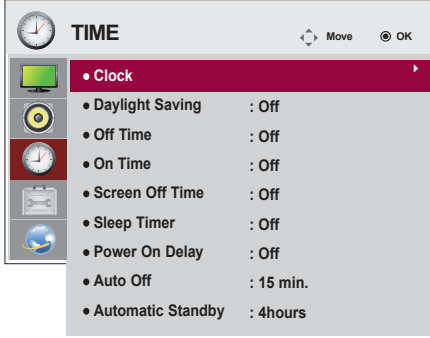 TIME Move OK
• Clock
• Daylight Saving : Off
• Off Time : Off
• On Time : Off
• Screen Off Time : Off
• Sleep Timer : Off
• Power On Delay : Off
• Auto Off : 15 min.
• Automatic Standby : 4hours